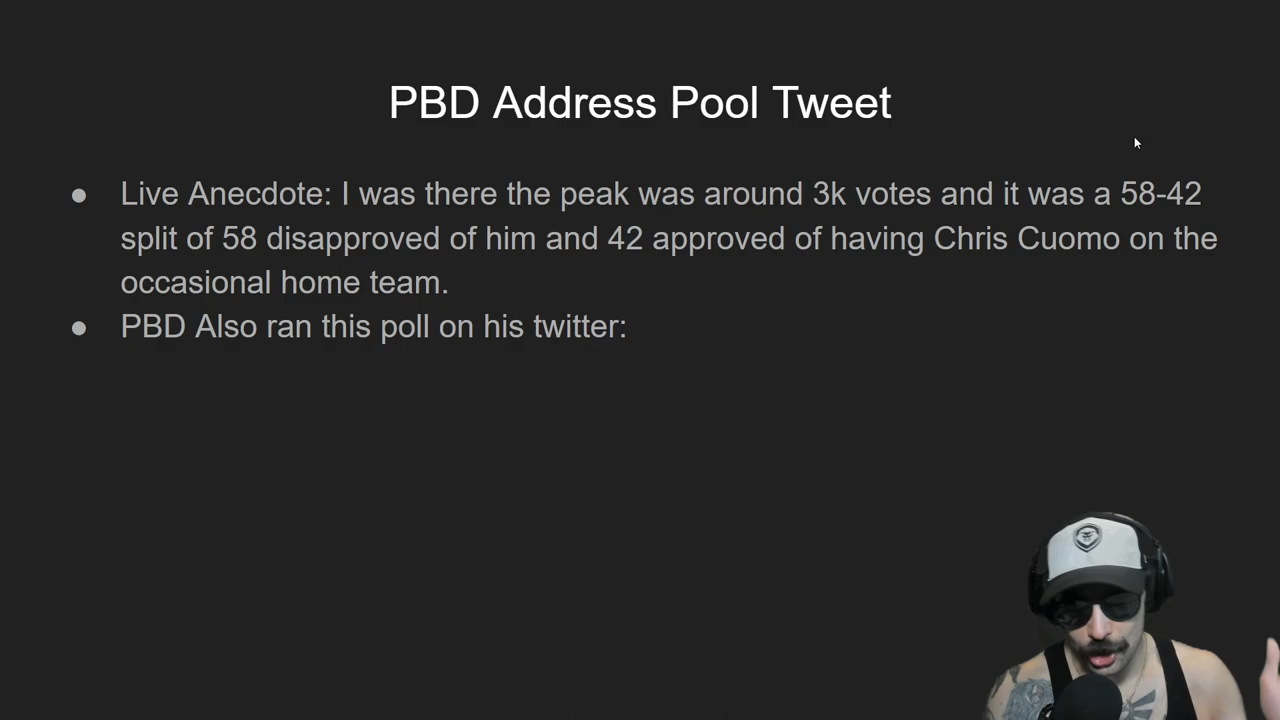 PBD Address Pool Tweet
● Live Anecdote: I was there the peak was around 3k votes and it was a 58-42
split of 58 disapproved of him and 42 approved of having Chris Cuomo on the
occasional home team.
● PBD Also ran this poll on his twitter: